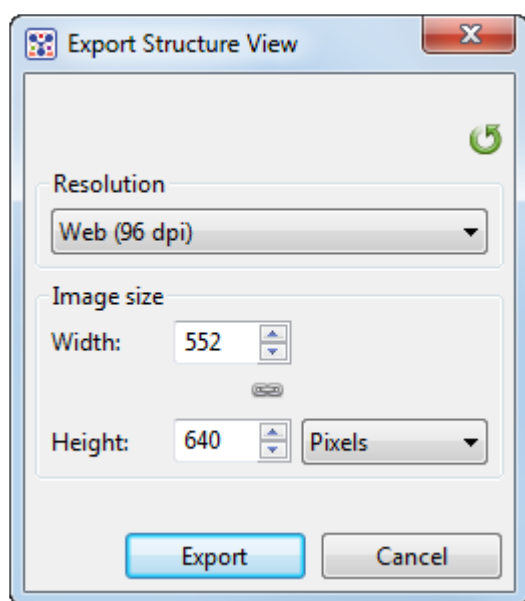 Export Structure View
Resolution
Web (96 dpi)
Image size
Width: 552
Height: 640 Pixels
Export Cancel